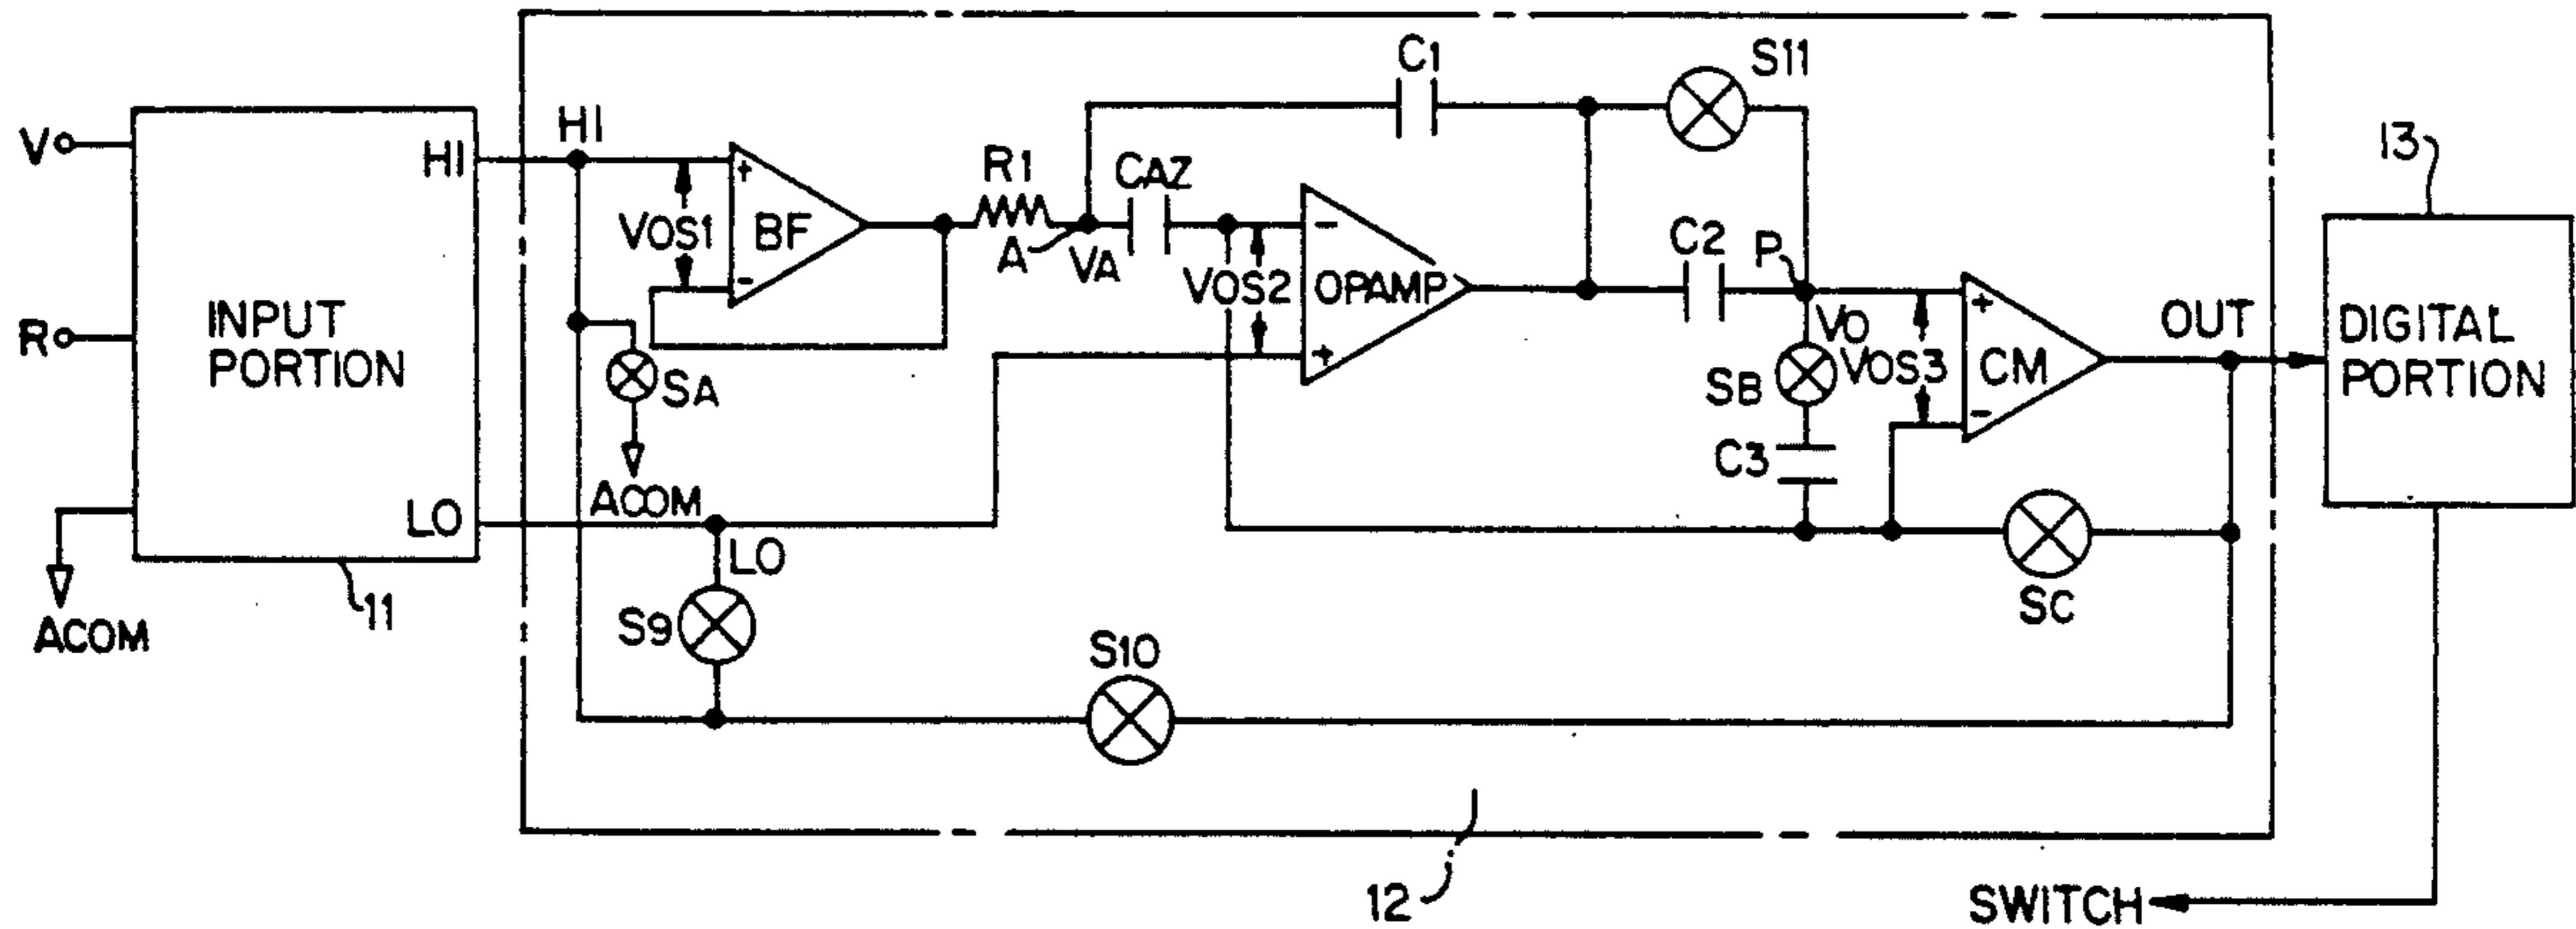 V
R
ACOM
INPUT
PORTION
HI
LO
11
HI
VOS1
+
BF
-
SA
ACOM
LO
S9
S10
R1
A
VA
CAZ
C1
VOS2
-
OPAMP
+
S11
C2
P
VO
SB
C3
VOS3
+
CM
-
SC
OUT
12
13
DIGITAL
PORTION
SWITCH